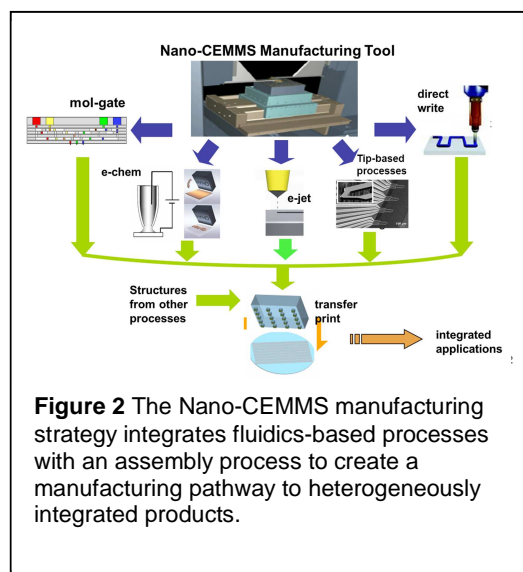 Nano-CEMMS Manufacturing Tool
mol-gate
direct
write
e-chem
e-jet
Tip-based
processes
Structures
from other
processes
transfer
print
integrated
applications
Figure 2 The Nano-CEMMS manufacturing
strategy integrates fluidics-based processes
with an assembly process to create a
manufacturing pathway to heterogeneously
integrated products.